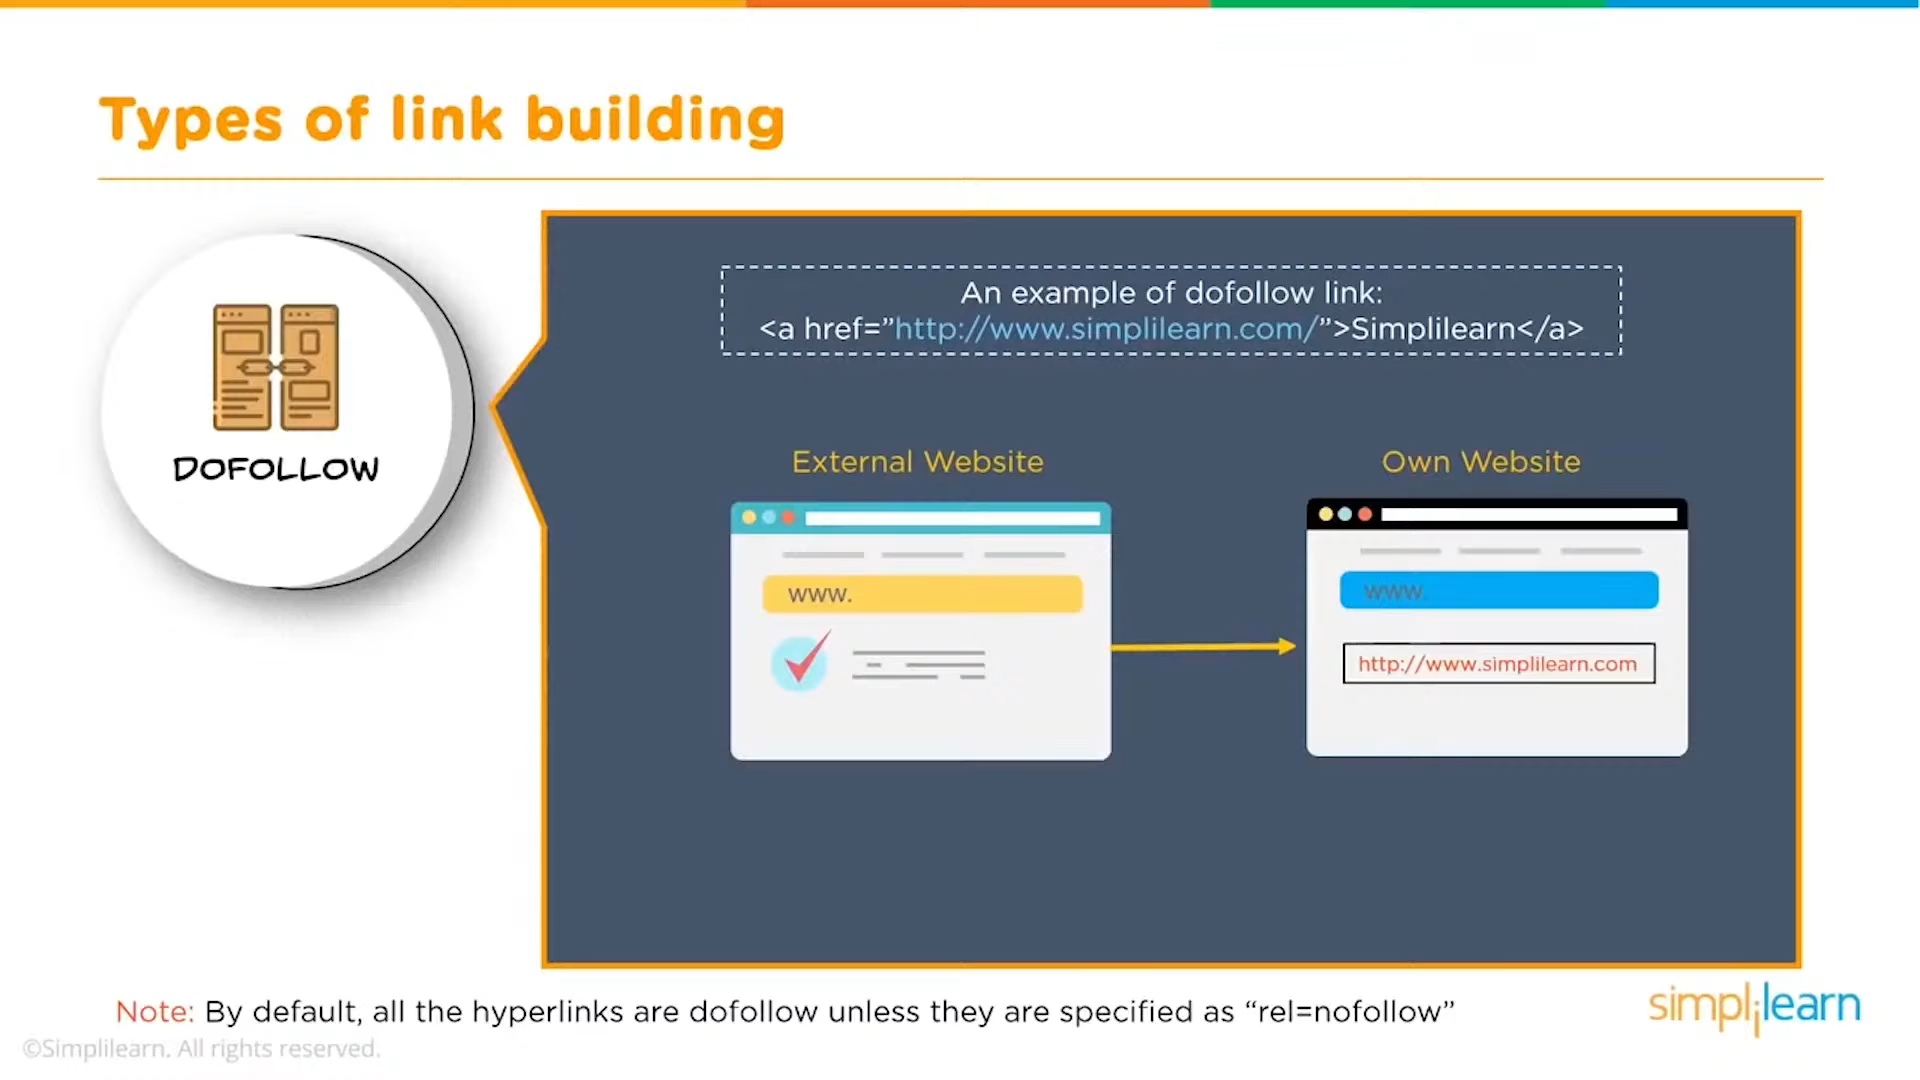 Types of link building
DOFOLLOW
An example of dofollow link:
<a href=”http://www.simplilearn.com/”>Simplilearn</a>
External Website
Own Website
www.
www.
http://www.simplilearn.com
Note: By default, all the hyperlinks are dofollow unless they are specified as “rel=nofollow”
simplilearn
©Simplilearn. All rights reserved.